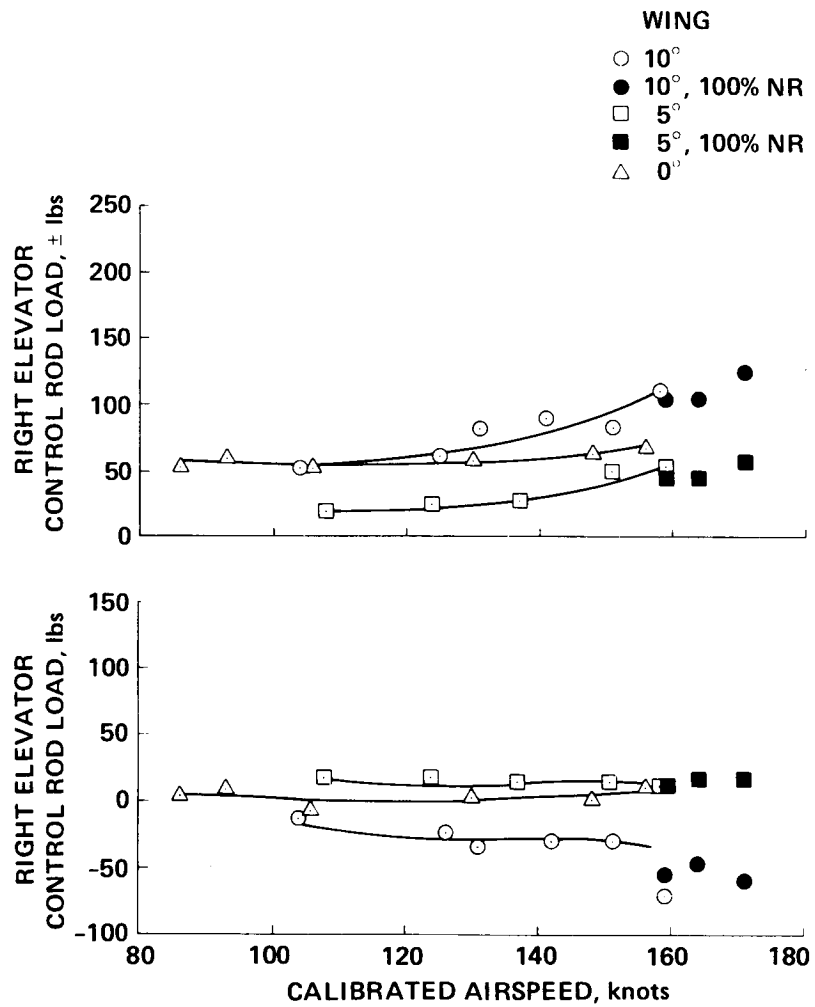 WING
10°
10°, 100% NR
5°
5°, 100% NR
0°
RIGHT ELEVATOR
CONTROL ROD LOAD, ± lbs
250
200
150
100
50
0
RIGHT ELEVATOR
CONTROL ROD LOAD, lbs
150
100
50
0
-50
-100
80
100
120
140
160
180
CALIBRATED AIRSPEED, knots